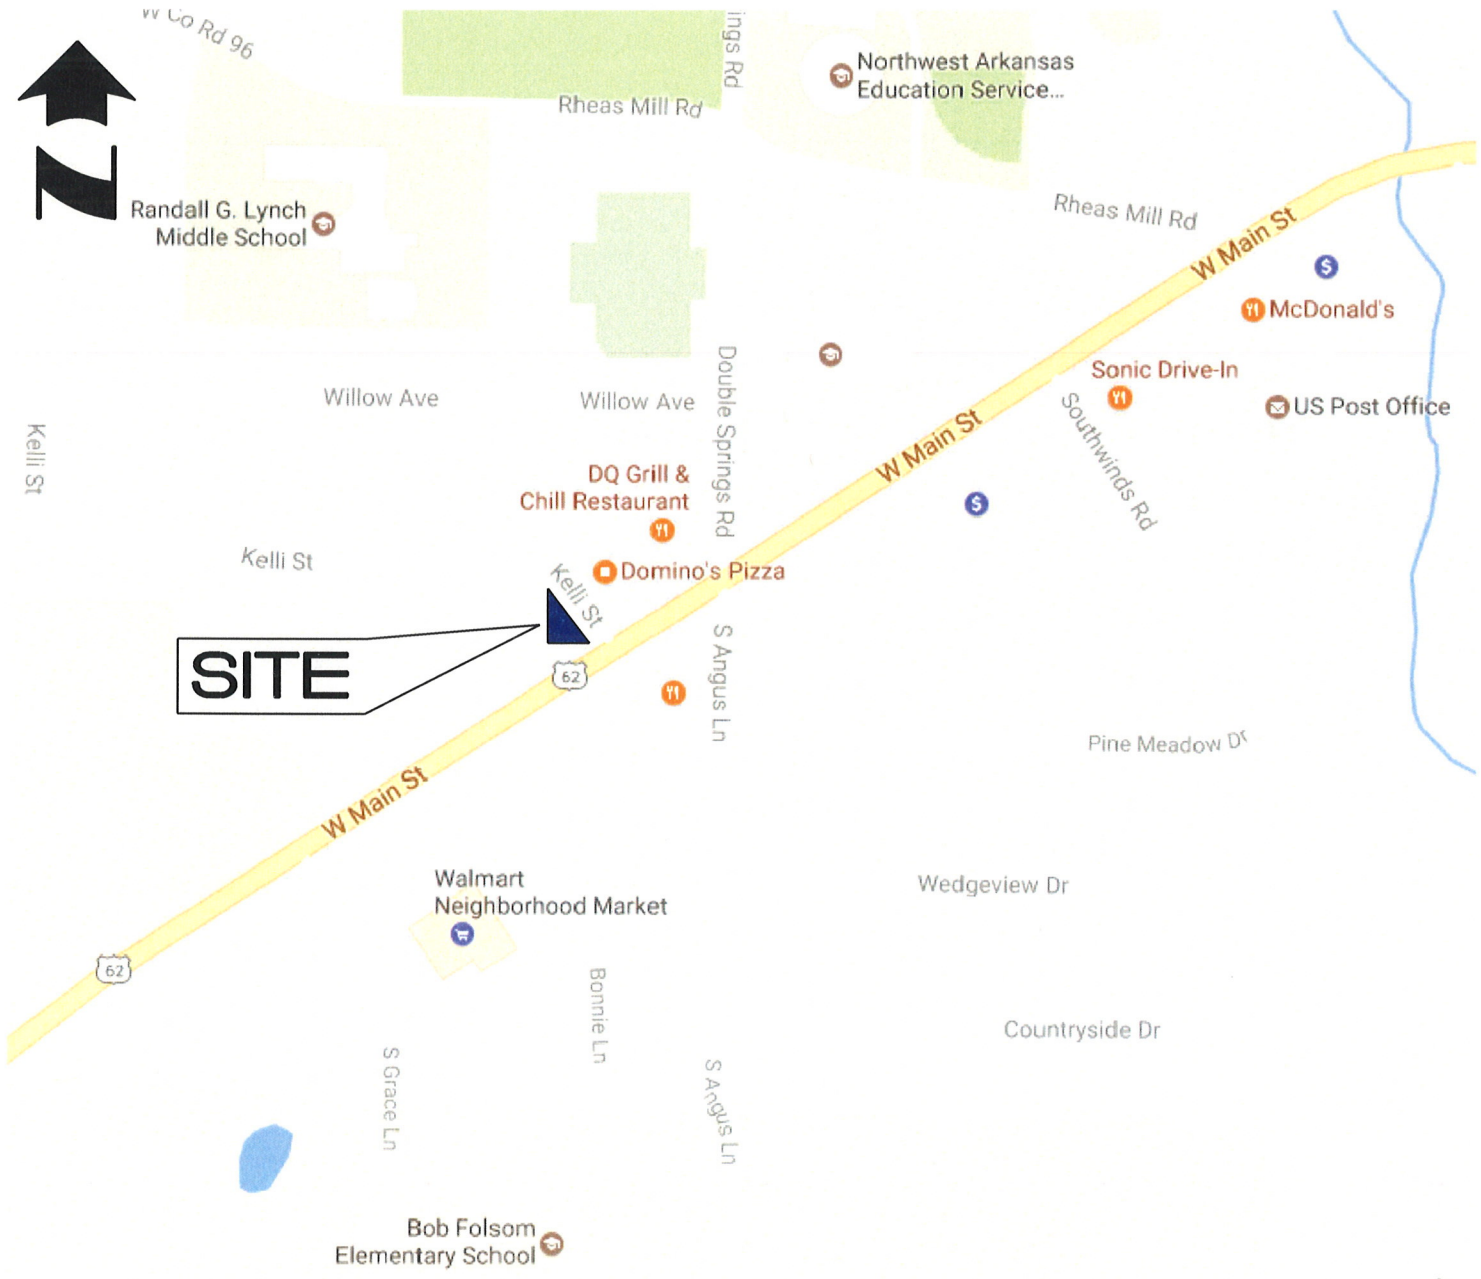 W Co Rd 96
ings Rd
Northwest Arkansas
Education Service...
Rheas Mill Rd
N
Randall G. Lynch
Middle School
Rheas Mill Rd
W Main St
$
McDonald's
Sonic Drive-In
US Post Office
Willow Ave
Willow Ave
Double Springs Rd
Kelli St
Southwinds Rd
W Main St
DQ Grill &
Chill Restaurant
$
Kelli St
Domino's Pizza
Kelli St
SITE
62
S Angus Ln
Pine Meadow Dr
W Main St
Walmart
Neighborhood Market
Wedgeview Dr
62
Bonnie Ln
Countryside Dr
S Grace Ln
S Angus Ln
Bob Folsom
Elementary School